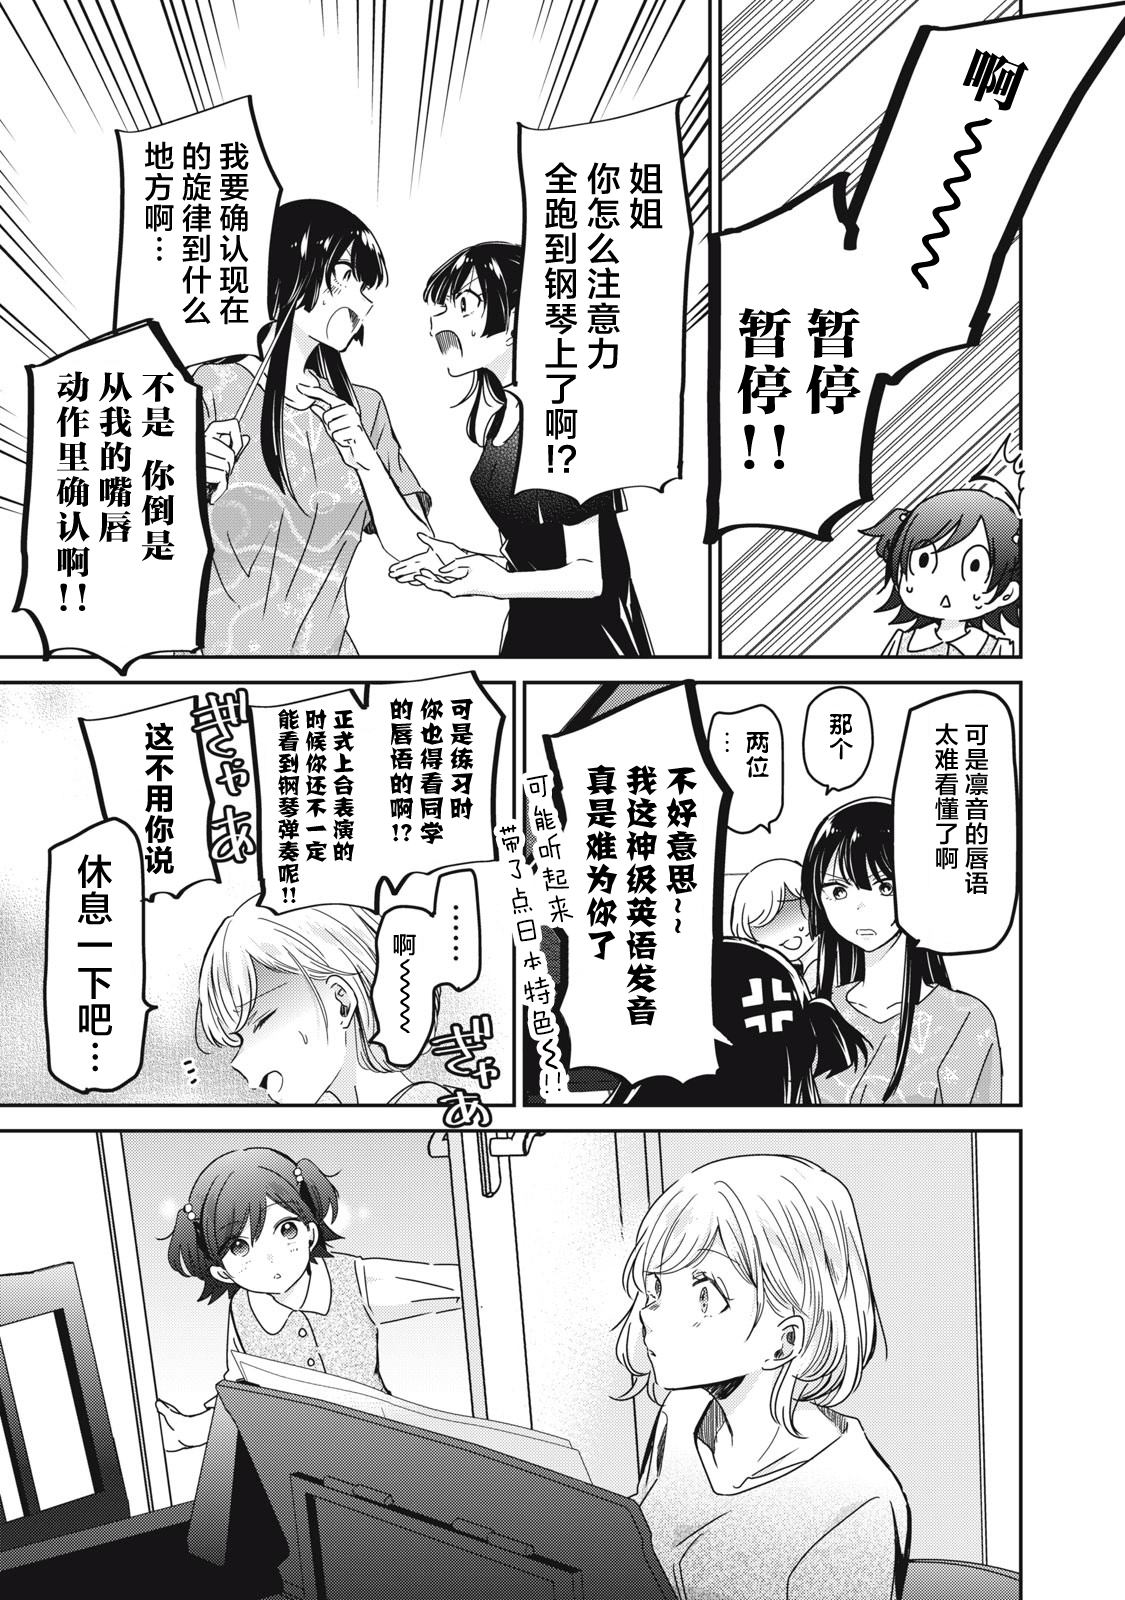 啊～～～～
暂停
暂停!!
姐姐
你怎么注意力
全跑到钢琴上了啊!?
我要确认现在
的旋律到什么
地方啊…
不是 你倒是
从我的嘴唇
动作里确认啊!!
可是凛音的唇语
太难看懂了啊
那个
两位
…
不好意思~~
我这神级英语发音
真是难为你了
可能听起来
带了点日本特色～～!!
可是练习时
你也得看同学
的唇语的啊!?
正式上台表演的
时候你还不一定
能看到钢琴弹奏呢!!
这不用你说
ぎゃあ
ぎゃあ
……
啊～～～～
休息一下吧…